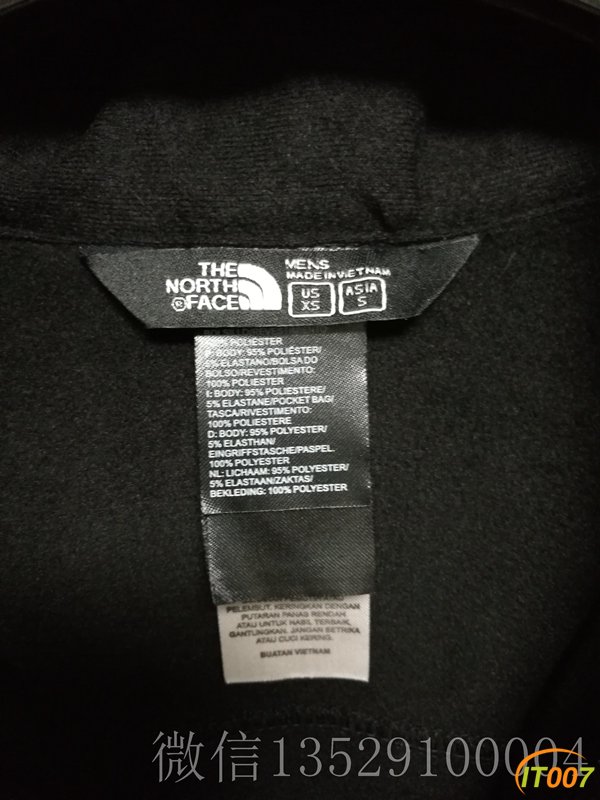 THE
NORTH
®FACE
MENS
MADE IN VIETNAM
US
XS
ASIA
S
POLIESTER
P: BODY: 95% POLIÉSTER/
5% ELASTANO/BOLSA DO
BOLSO/REVESTIMENTO:
100% POLIESTER
I: BODY: 95% POLIESTERE/
5% ELASTANE/POCKET BAG/
TASCA/RIVESTIMENTO:
100% POLIESTERE
D: BODY: 95% POLYESTER/
5% ELASTHAN/
EINGRIFFSTASCHE/PASPEL.
100% POLYESTER
NL: LICHAAM: 95% POLYESTER/
5% ELASTAAN/ZAKTAS/
BEKLEDING: 100% POLYESTER
PELEMBUT. KERINGKAN DENGAN
PUTARAN PANAS RENDAH
ATAU UNTUK HASIL TERBAIK,
GANTUNGKAN. JANGAN SETRIKA
ATAU CUCI KERING.
BUATAN VIETNAM
微信13529100004
IT007